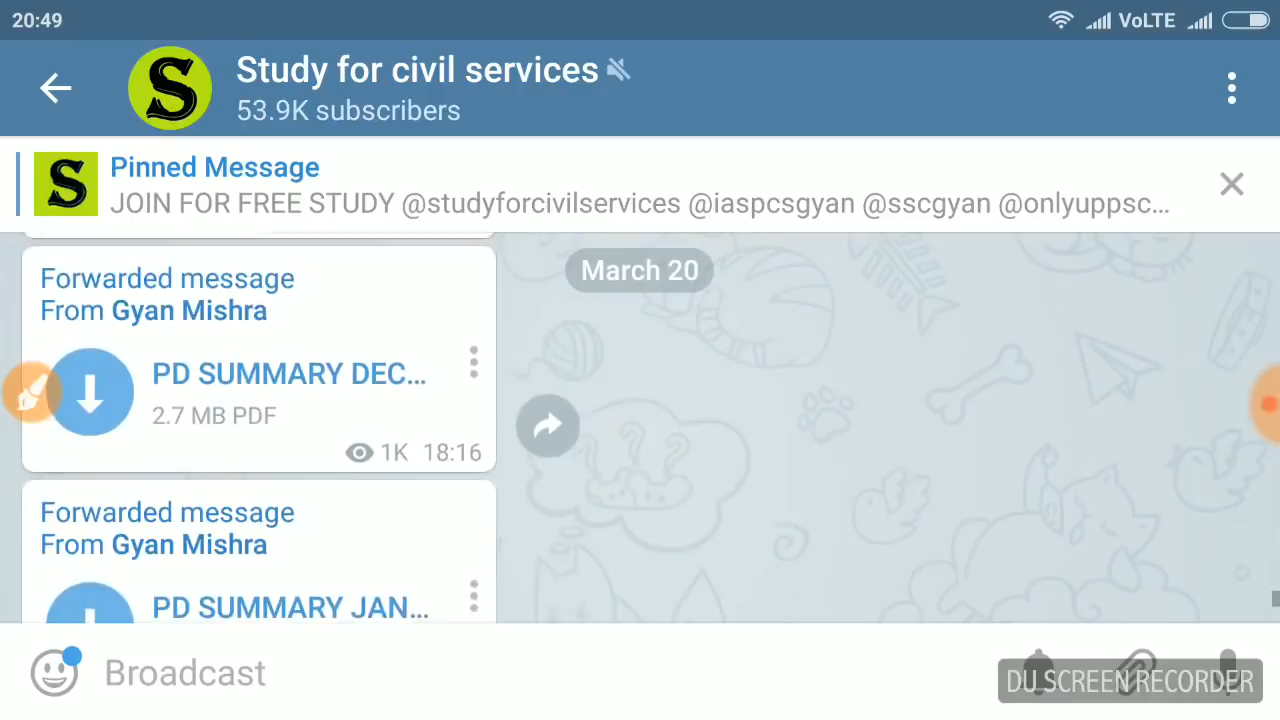 20:49
VoLTE
S
Study for civil services
53.9K subscribers
S
Pinned Message
JOIN FOR FREE STUDY @studyforcivilservices @iaspcsgyan @sscgyan @onlyuppsc...
March 20
Forwarded message
From Gyan Mishra
PD SUMMARY DEC...
2.7 MB PDF
1K 18:16
Forwarded message
From Gyan Mishra
PD SUMMARY JAN...
Broadcast
DU SCREEN RECORDER